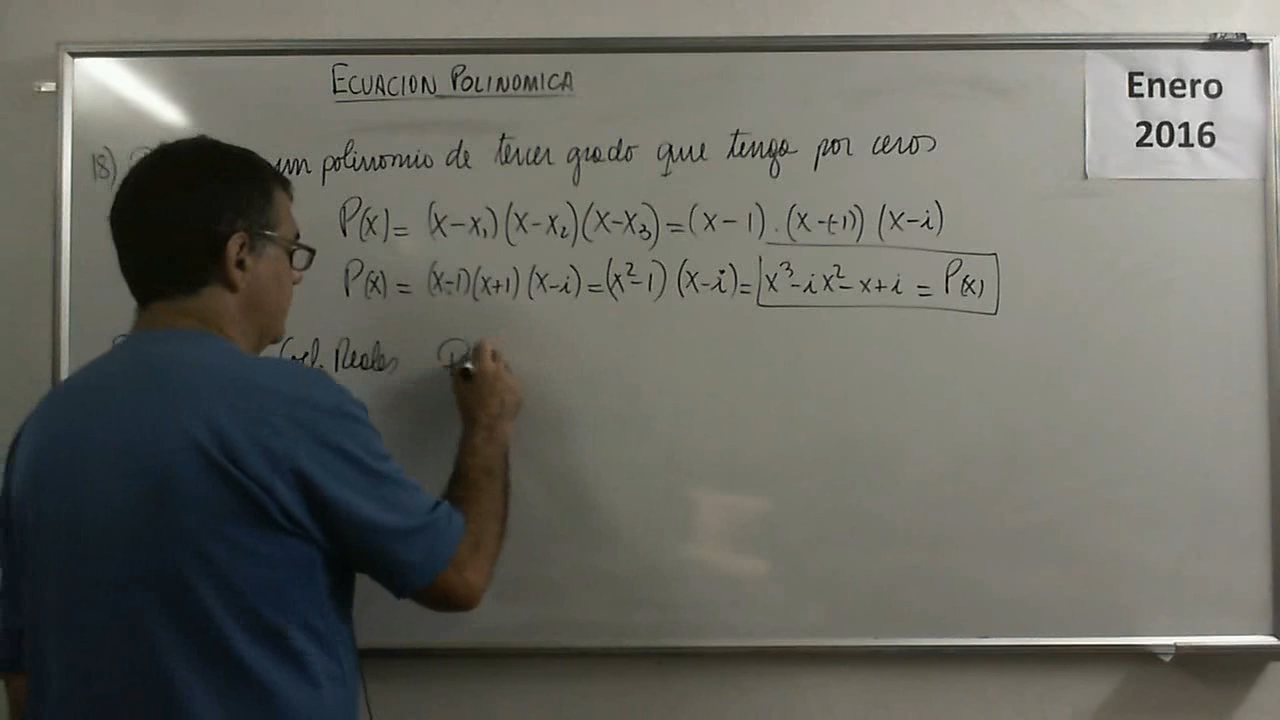 ECUACION POLINOMICA
Enero
2016
18) un polinomio de tercer grado que tenga por ceros
P(x) = (x-x₁)(x-x₂)(x-x₃) = (x-1).(x-(-1))(x-i)
P(x) = (x-1)(x+1)(x-i) = (x²-1)(x-i) = x³-ix²-x+i = P(x)
Coef. Reales P